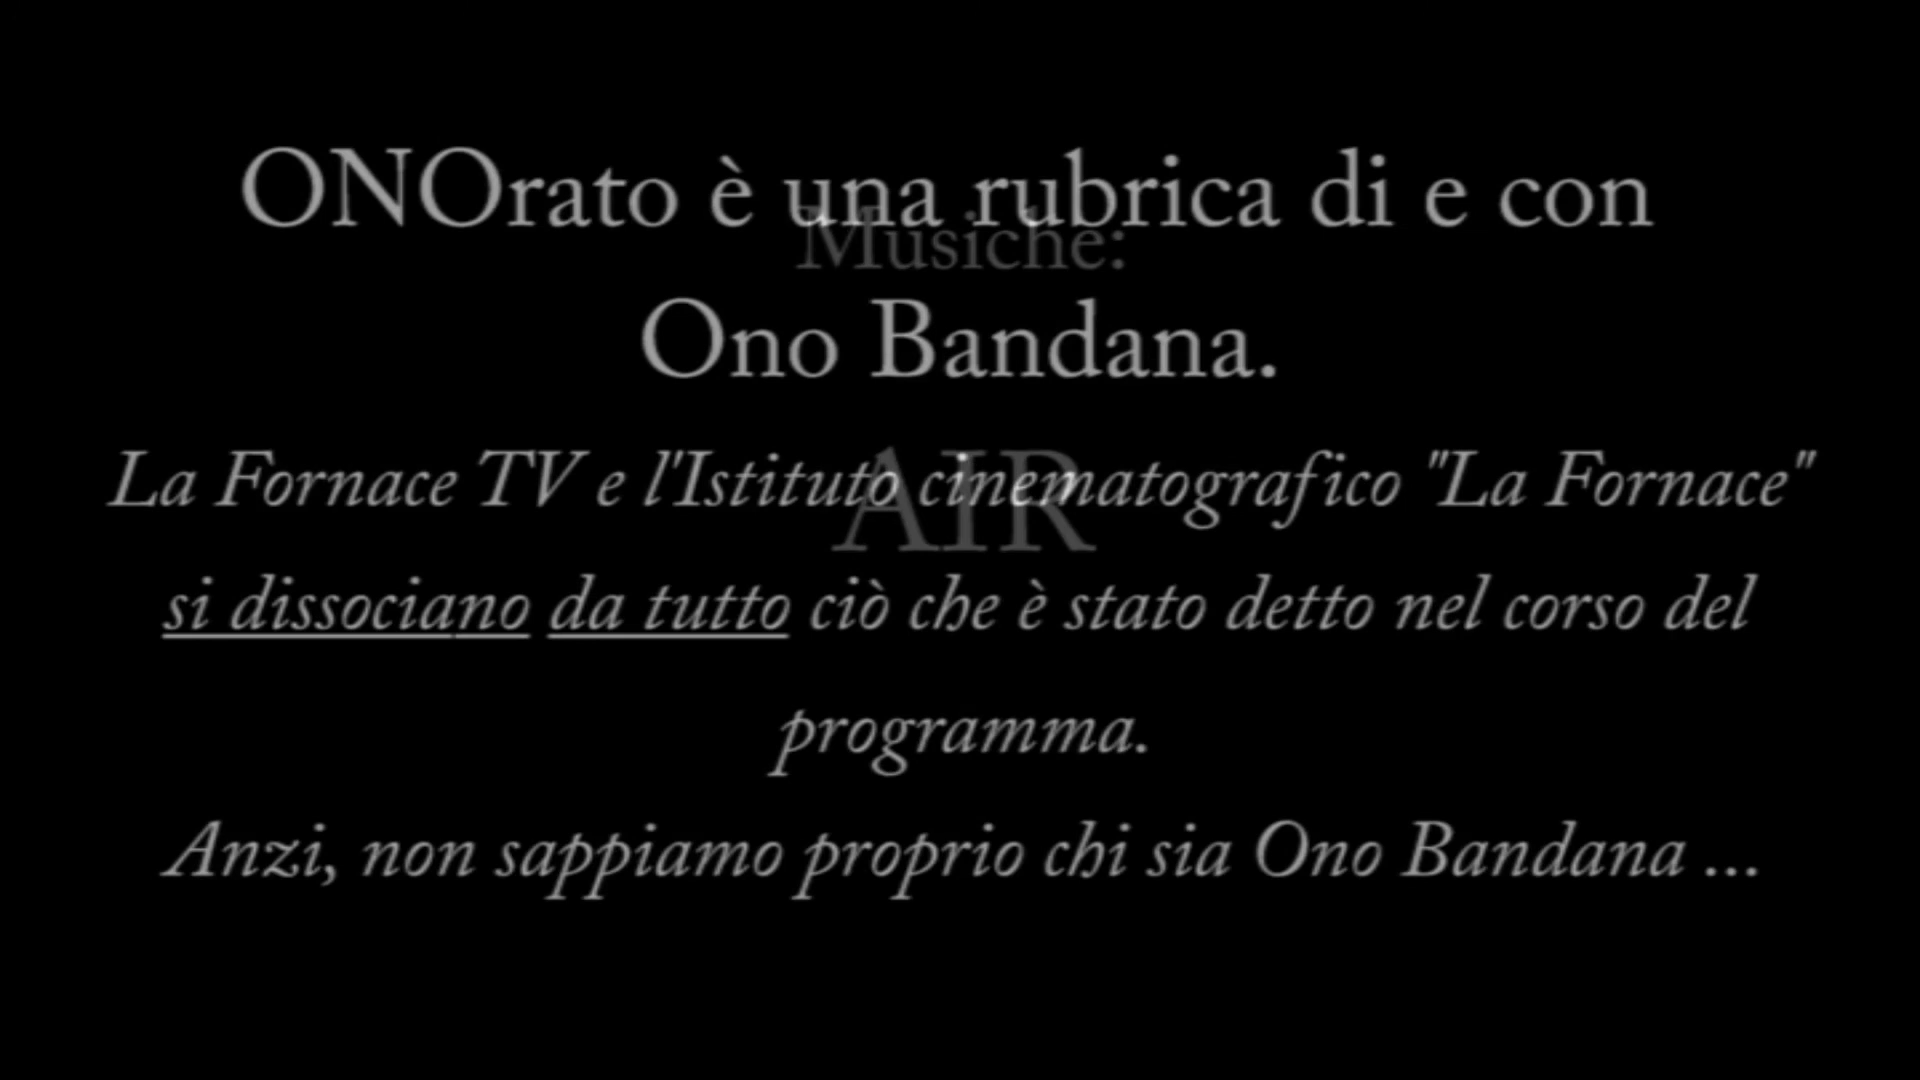 ONOrato è una rubrica di e con
Musiche:
Ono Bandana.
La Fornace TV e l'Istituto cinematografico "La Fornace"
AIR
si dissociano da tutto ciò che è stato detto nel corso del
programma.
Anzi, non sappiamo proprio chi sia Ono Bandana ...